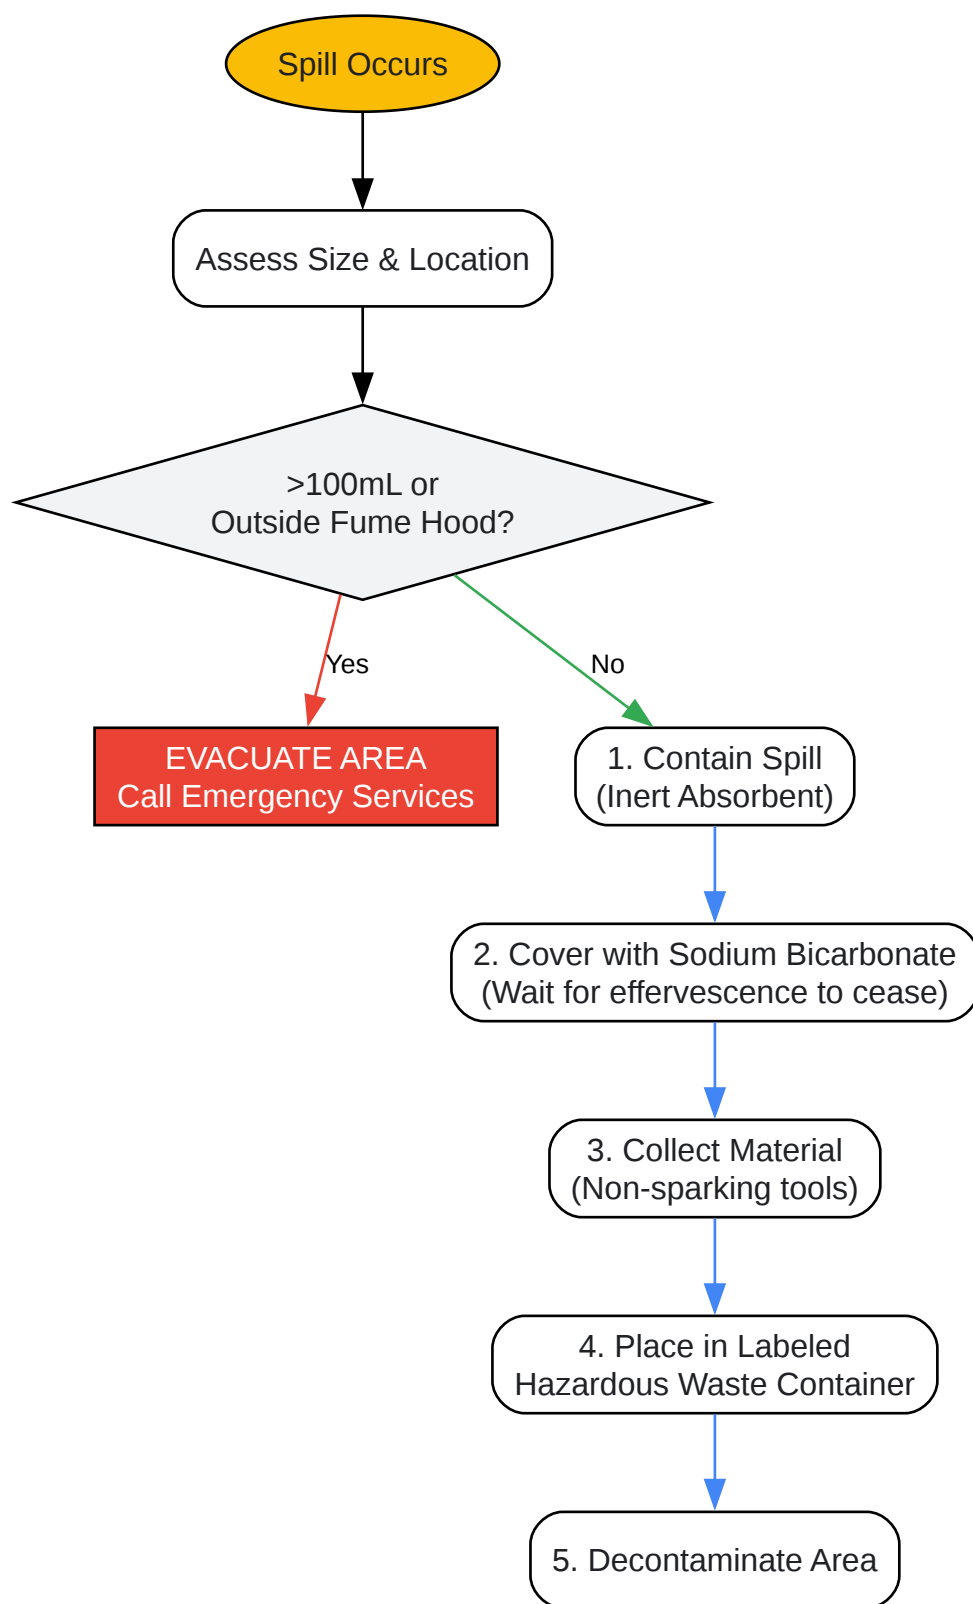 Spill Occurs
Assess Size & Location
>100mL or
Outside Fume Hood?
Yes
No
EVACUATE AREA
Call Emergency Services
1. Contain Spill
(Inert Absorbent)
2. Cover with Sodium Bicarbonate
(Wait for effervescence to cease)
3. Collect Material
(Non-sparking tools)
4. Place in Labeled
Hazardous Waste Container
5. Decontaminate Area